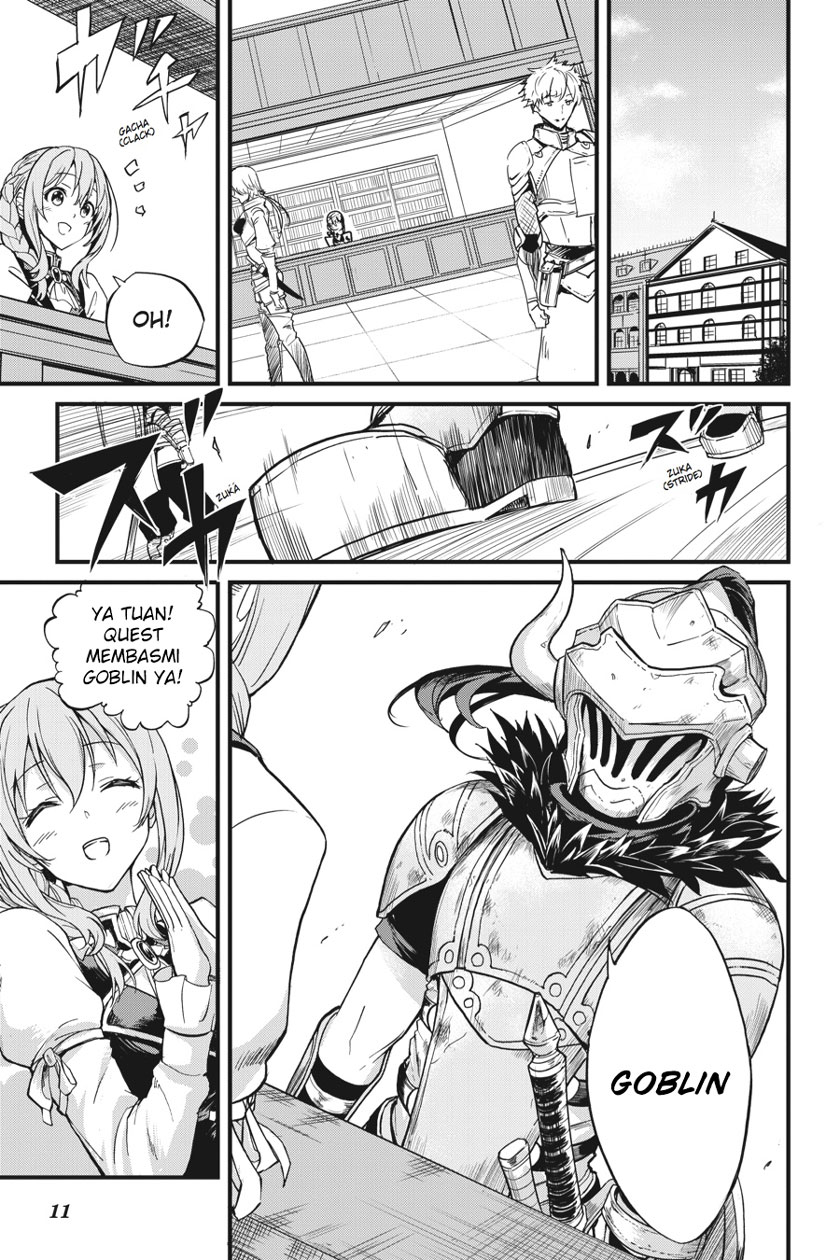 ガチャ
GACHA
(CLACK)
OH!
ズカ
ZUKA
(STRIDE)
ズカ
ZUKA
GOBLIN
YA TUAN!
QUEST
MEMBASMI
GOBLIN YA!
11